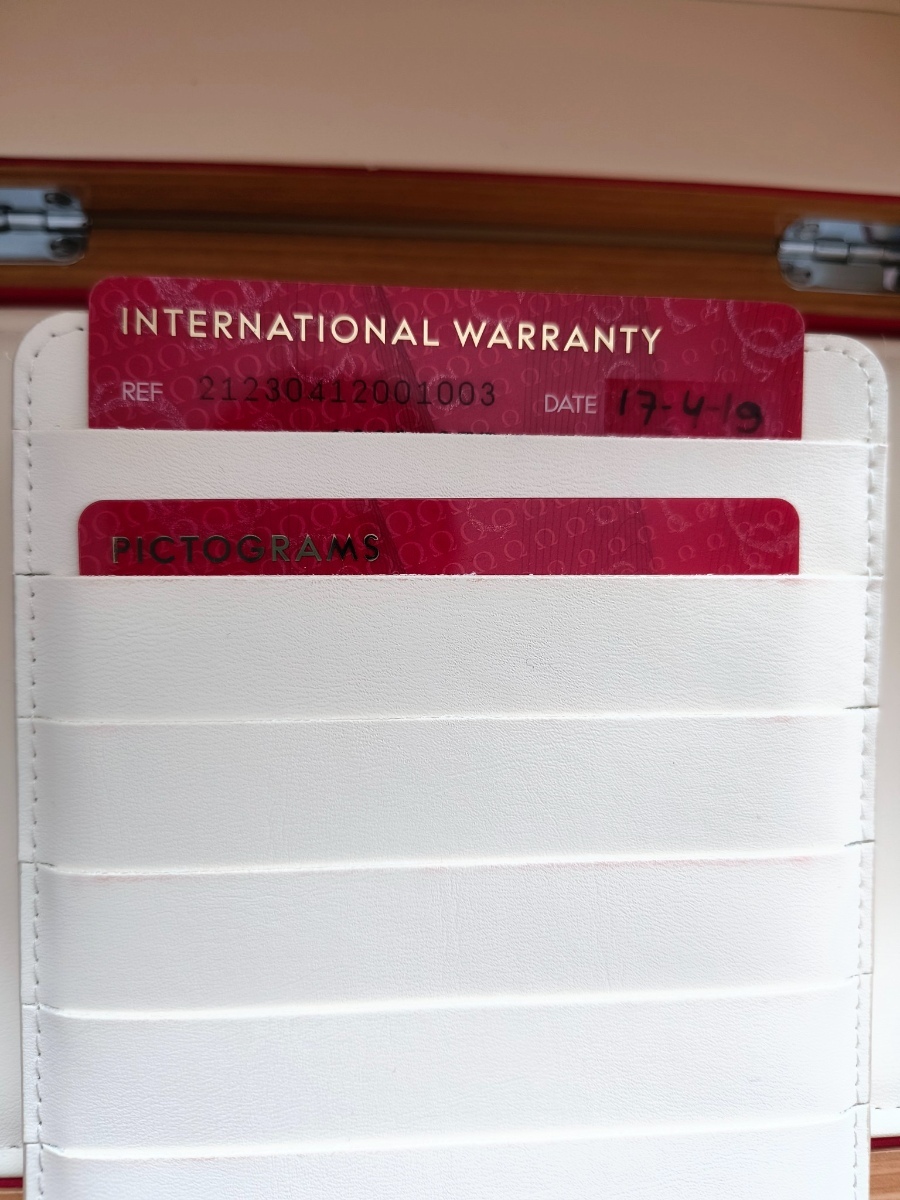 INTERNATIONAL WARRANTY
REF 21230412001003 DATE 17-4-19
PICTOGRAMS